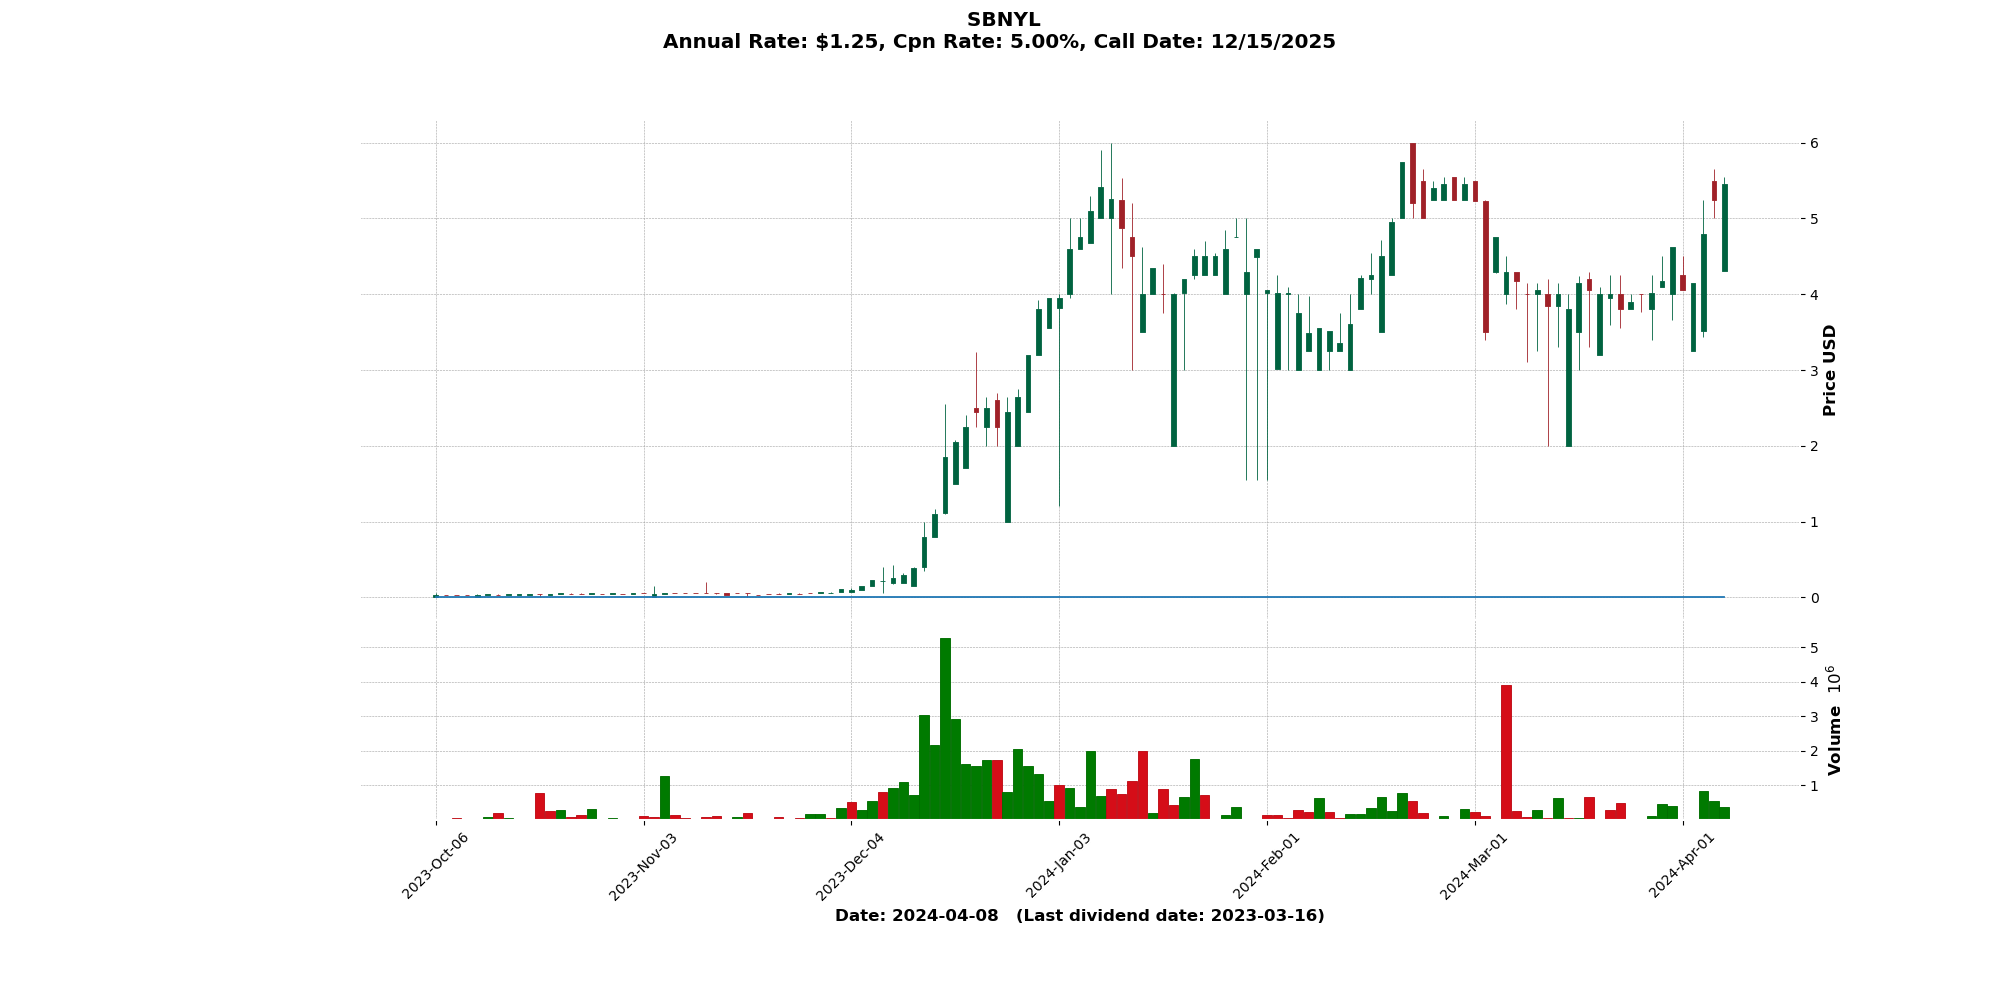 SBNYL
Annual Rate: $1.25, Cpn Rate: 5.00%, Call Date: 12/15/2025
6
5
4
3
2
1
0
Price USD
5
4
3
2
1
Volume 10^6
2023-Oct-06
2023-Nov-03
2023-Dec-04
2024-Jan-03
2024-Feb-01
2024-Mar-01
2024-Apr-01
Date: 2024-04-08 (Last dividend date: 2023-03-16)